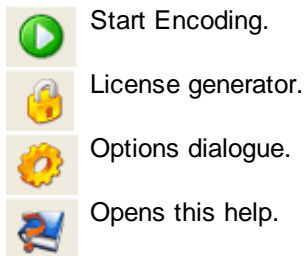 Start Encoding.
License generator.
Options dialogue.
Opens this help.